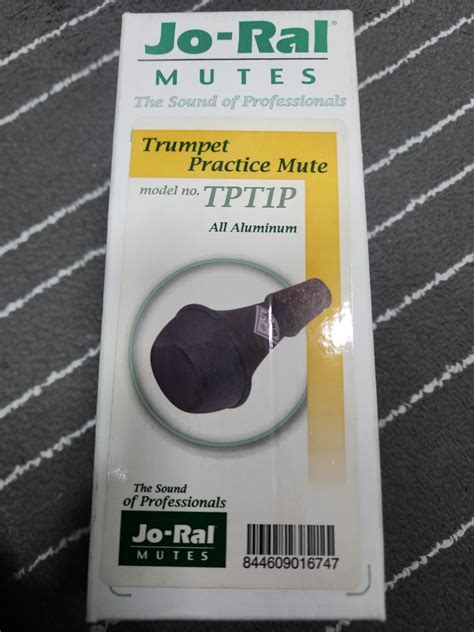 Jo-Ral®
MUTES
The Sound of Professionals
Trumpet
Practice Mute
model no. TPT1P
All Aluminum
The Sound
of Professionals
Jo-Ral
MUTES
844609016747